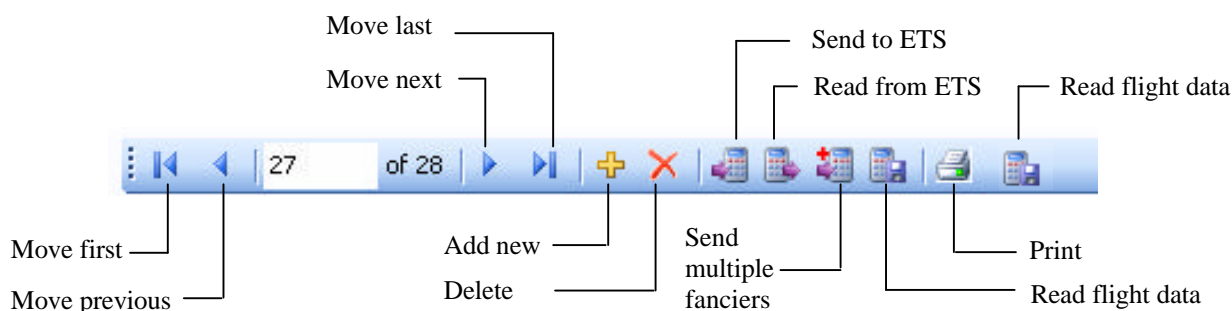 Move last
Send to ETS
Move next
Read from ETS
Read flight data
27
of 28
Move first
Add new
Send
multiple
fanciers
Print
Move previous
Delete
Read flight data